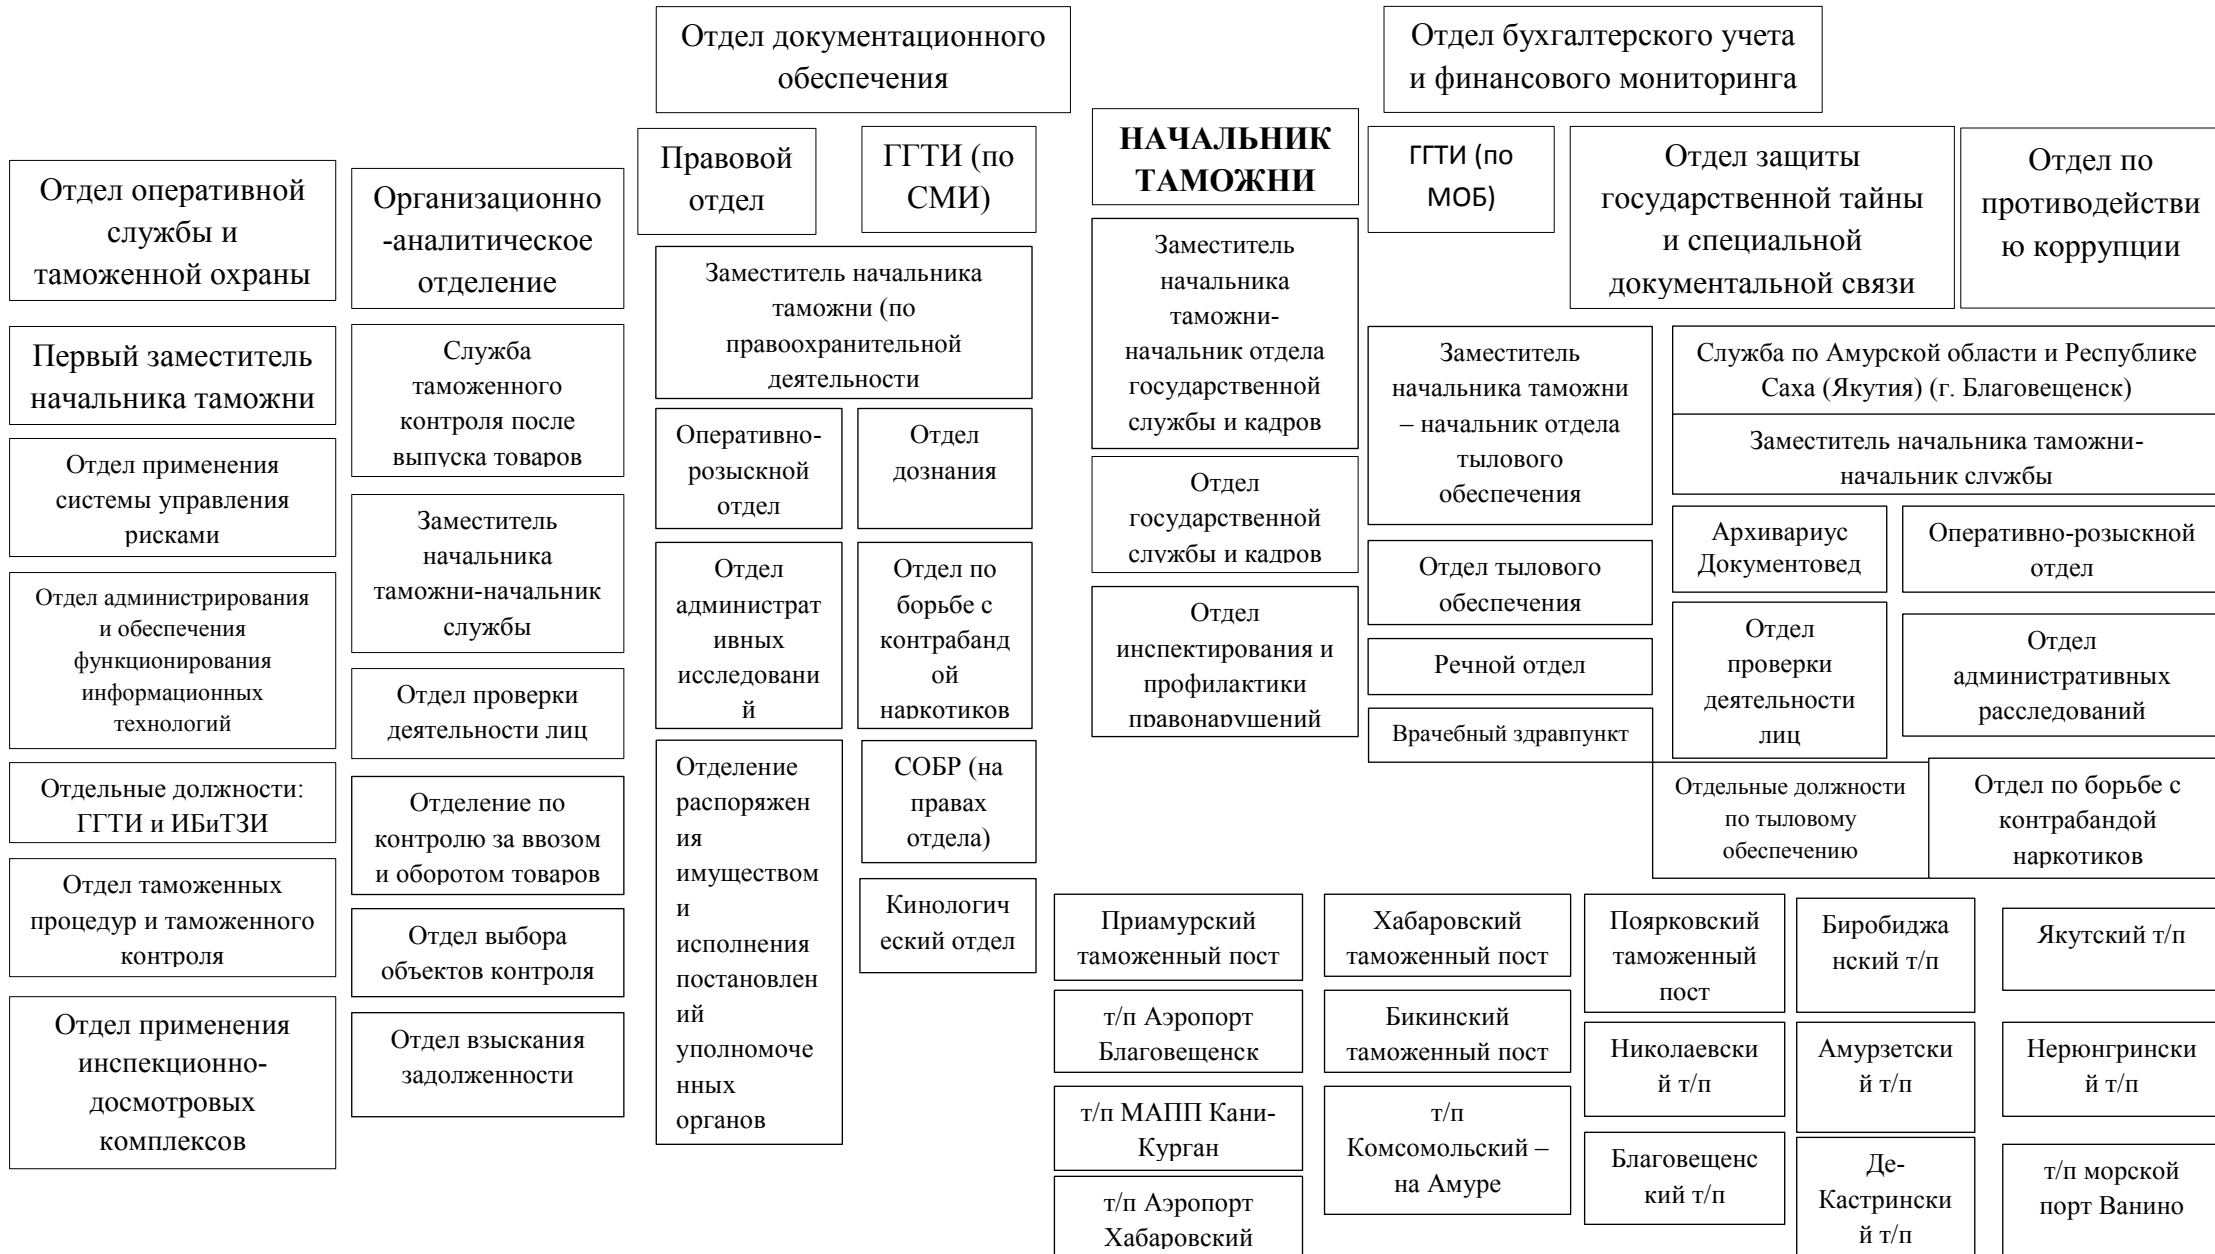 Отдел документационного
обеспечения
Отдел бухгалтерского учета
и финансового мониторинга
Отдел оперативной
службы и
таможенной охраны
Организационно
-аналитическое
отделение
Правовой
отдел
ГГТИ (по
СМИ)
НАЧАЛЬНИК
ТАМОЖНИ
ГГТИ (по
МОБ)
Отдел защиты
государственной тайны
и специальной
документальной связи
Отдел по
противодействи
ю коррупции
Первый заместитель
начальника таможни
Отдел применения
системы управления
рисками
Отдел администрирования
и обеспечения
функционирования
информационных
технологий
Отдельные должности:
ГГТИ и ИБиТЗИ
Отдел таможенных
процедур и таможенного
контроля
Отдел применения
инспекционно-
досмотровых
комплексов
Служба
таможенного
контроля после
выпуска товаров
Заместитель
начальника
таможни-начальник
службы
Отдел проверки
деятельности лиц
Отделение по
контролю за ввозом
и оборотом товаров
Отдел выбора
объектов контроля
Отдел взыскания
задолженности
Заместитель начальника
таможни (по
правоохранительной
деятельности
Оперативно-
розыскной
отдел
Отдел
дознания
Отдел
администрат
ивных
исследовани
й
Отдел по
борьбе с
контрабанд
ой
наркотиков
Отделение
распоряжен
ия
имуществом
и
исполнения
постановлен
ий
уполномоче
нных
органов
СОБР (на
правах
отдела)
Кинологич
еский отдел
Заместитель
начальника
таможни-
начальник отдела
государственной
службы и кадров
Отдел
государственной
службы и кадров
Отдел
инспектирования и
профилактики
правонарушений
Заместитель
начальника таможни
– начальник отдела
тылового
обеспечения
Отдел тылового
обеспечения
Речной отдел
Врачебный здравпункт
Служба по Амурской области и Республике
Саха (Якутия) (г. Благовещенск)
Заместитель начальника таможни-
начальник службы
Архивариус
Документовед
Оперативно-розыскной
отдел
Отдел
проверки
деятельности
лиц
Отдел
административных
расследований
Отдельные должности
по тыловому
обеспечению
Отдел по борьбе с
контрабандой
наркотиков
Приамурский
таможенный пост
Хабаровский
таможенный пост
Поярковский
таможенный
пост
Биробиджа
нский т/п
Якутский т/п
т/п Аэропорт
Благовещенск
Бикинский
таможенный пост
Николаевски
й т/п
Амурзетски
й т/п
Нерюнгрински
й т/п
т/п МАПП Кани-
Курган
т/п
Комсомольский –
на Амуре
Благовещенс
кий т/п
Де-
Кастрински
й т/п
т/п морской
порт Ванино
т/п Аэропорт
Хабаровский